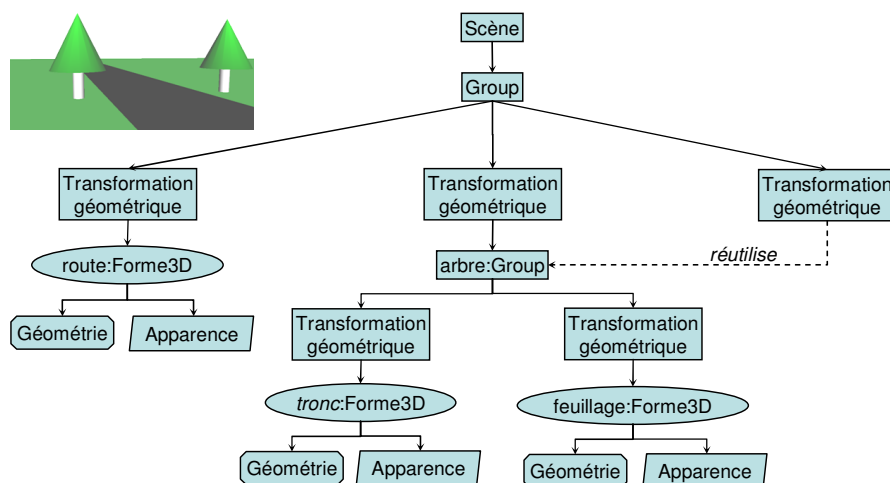 Scène
Group
Transformation
géométrique
Transformation
géométrique
Transformation
géométrique
route:Forme3D
arbre:Group
réutilise
Géométrie
Apparence
Transformation
géométrique
Transformation
géométrique
tronc:Forme3D
feuillage:Forme3D
Géométrie
Apparence
Géométrie
Apparence